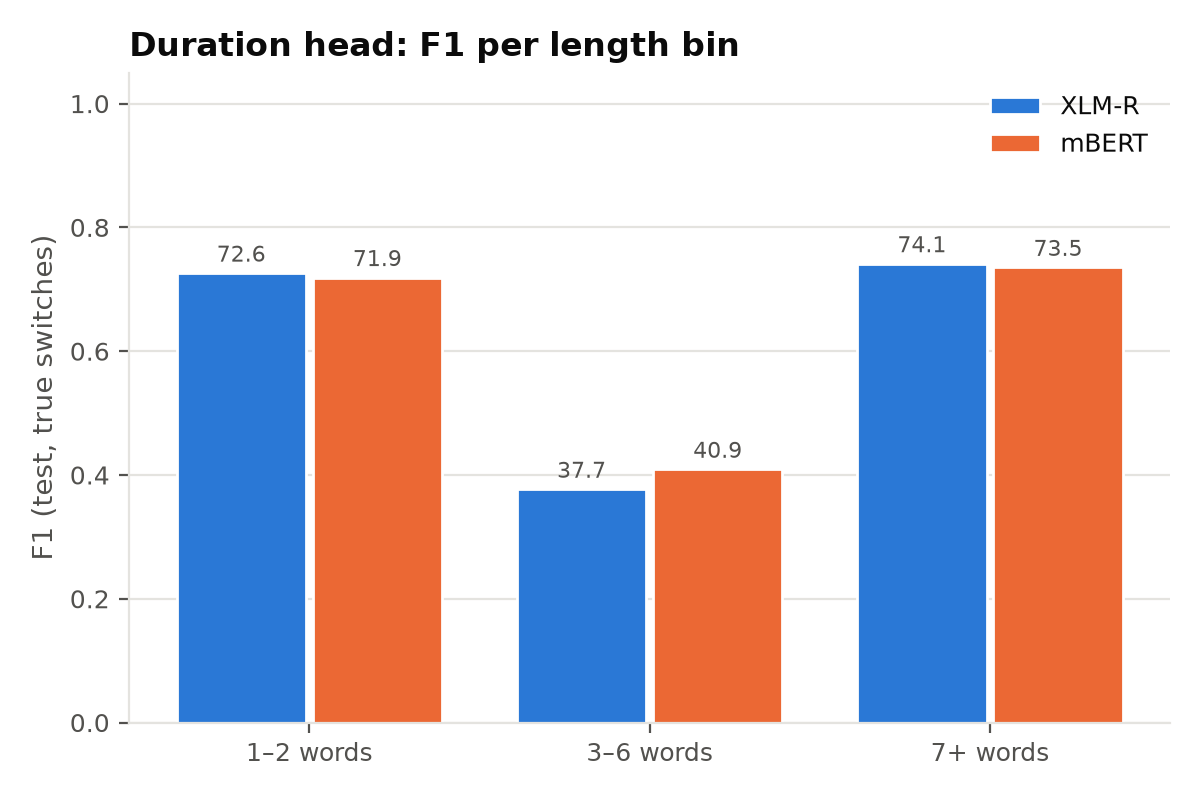 Duration head: F1 per length bin
XLM-R
mBERT
F1 (test, true switches)
1.0
0.8
0.6
0.4
0.2
0.0
72.6
71.9
37.7
40.9
74.1
73.5
1–2 words
3–6 words
7+ words